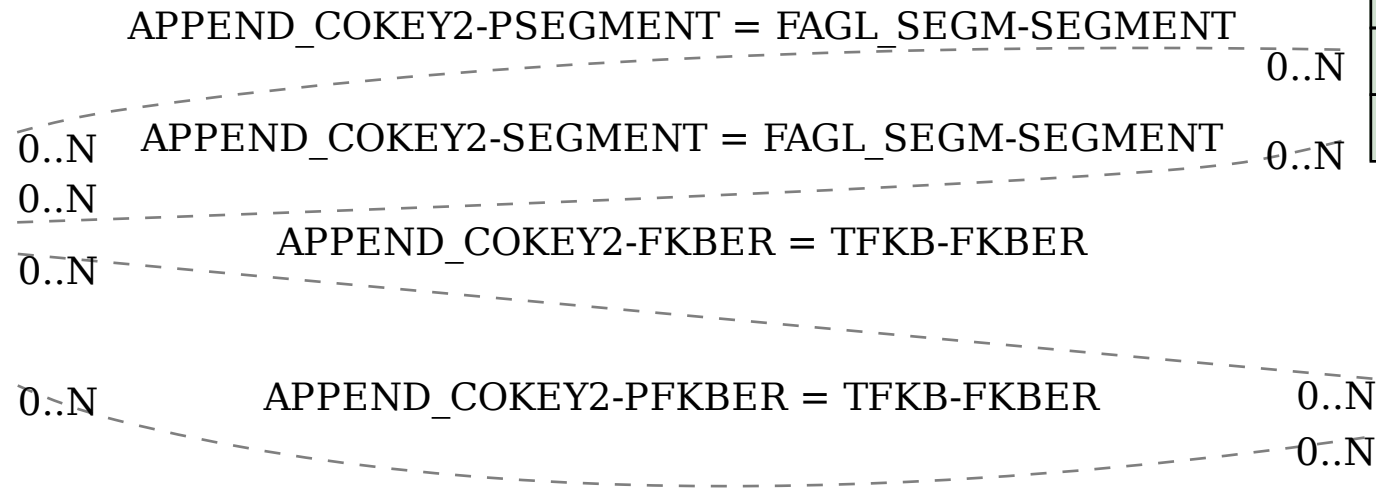 APPEND_COKEY2-PSEGMENT = FAGL_SEGM-SEGMENT
0..N
0..N
APPEND_COKEY2-SEGMENT = FAGL_SEGM-SEGMENT
0..N
0..N
APPEND_COKEY2-FKBER = TFKB-FKBER
0..N
0..N
APPEND_COKEY2-PFKBER = TFKB-FKBER
0..N
0..N